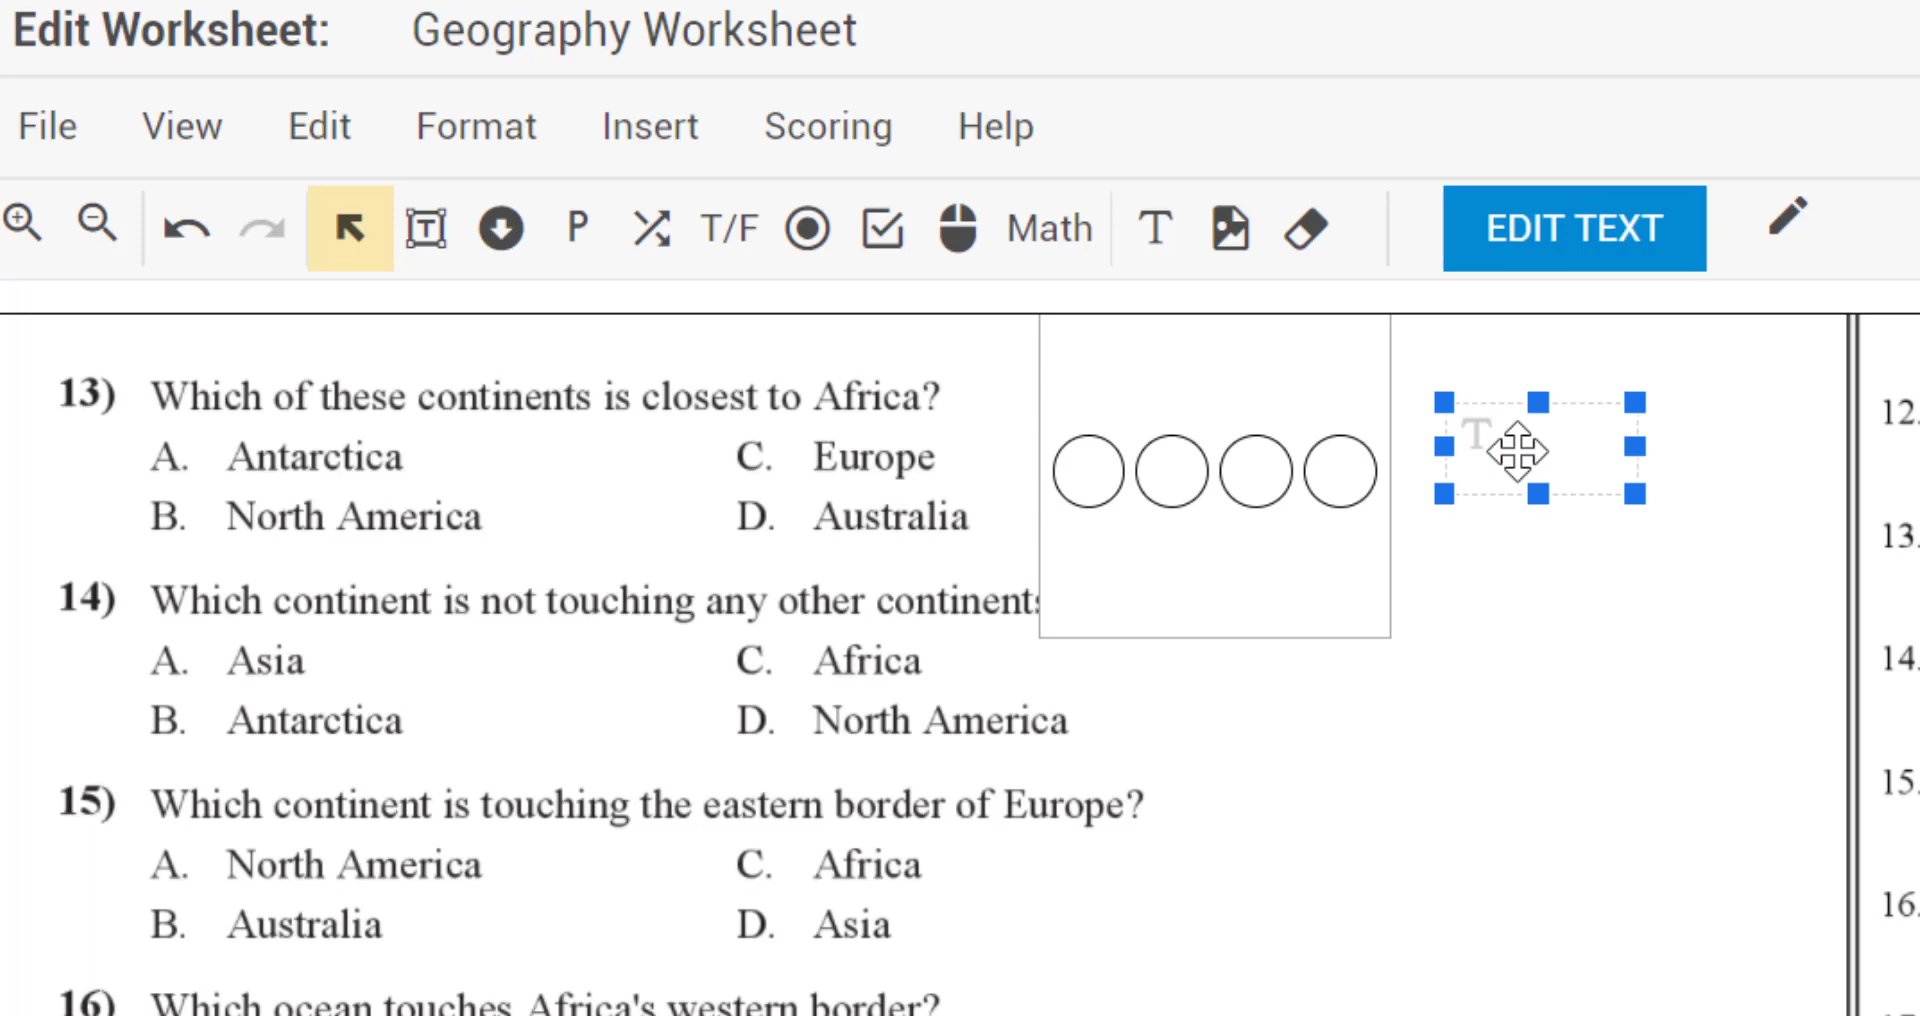 Edit Worksheet: Geography Worksheet
File View Edit Format Insert Scoring Help
T P T/F Math T EDIT TEXT
13) Which of these continents is closest to Africa?
A. Antarctica C. Europe
B. North America D. Australia
T
14) Which continent is not touching any other continents
A. Asia C. Africa
B. Antarctica D. North America
15) Which continent is touching the eastern border of Europe?
A. North America C. Africa
B. Australia D. Asia
16) Which ocean touches Africa's western border?
12.
13.
14.
15.
16.